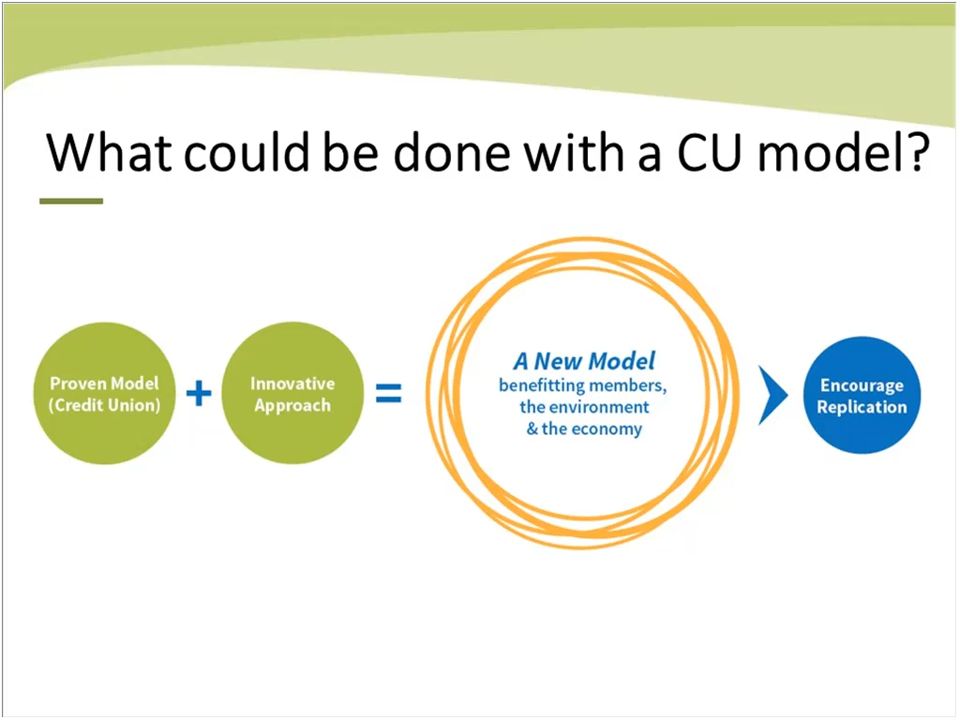 What could be done with a CU model?
Proven Model
(Credit Union)
+
Innovative
Approach
=
A New Model
benefitting members,
the environment
& the economy
Encourage
Replication